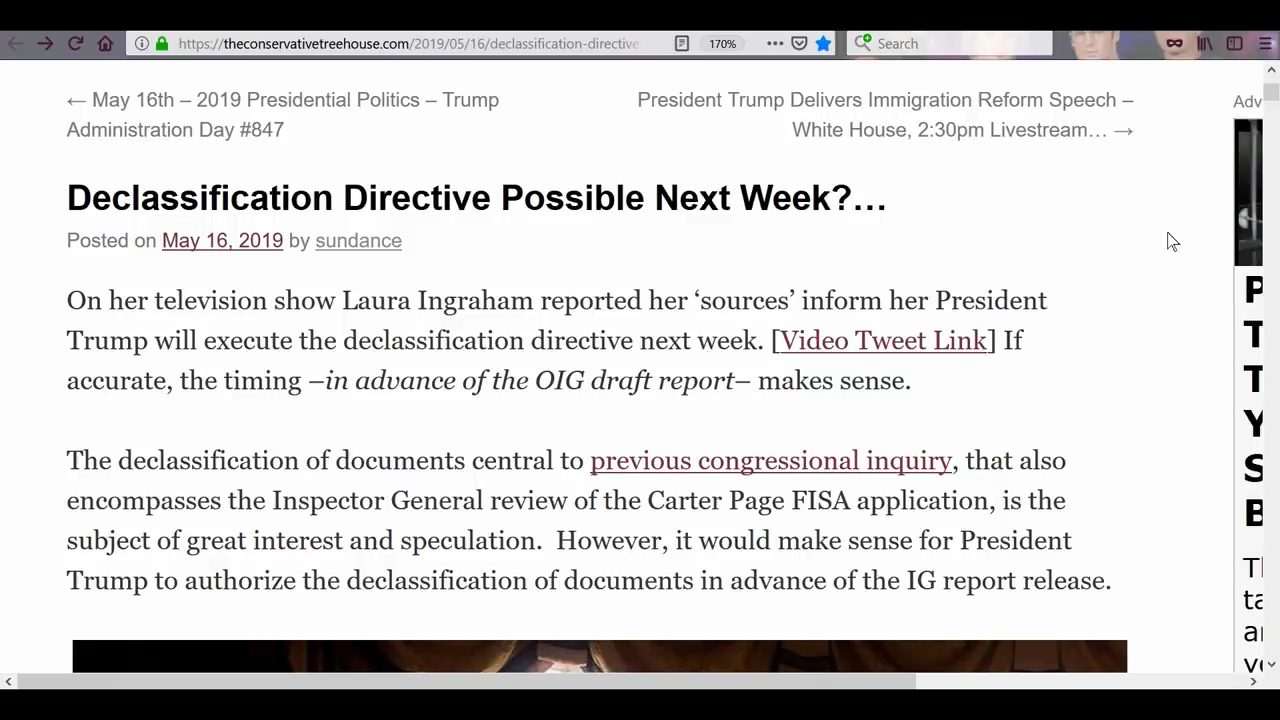 https://theconservativetreehouse.com/2019/05/16/declassification-directive
170%
Search
← May 16th – 2019 Presidential Politics – Trump
Administration Day #847
President Trump Delivers Immigration Reform Speech –
White House, 2:30pm Livestream… →
Adv
Declassification Directive Possible Next Week?…
Posted on May 16, 2019 by sundance
On her television show Laura Ingraham reported her ‘sources’ inform her President
Trump will execute the declassification directive next week. [Video Tweet Link] If
accurate, the timing –in advance of the OIG draft report– makes sense.
The declassification of documents central to previous congressional inquiry, that also
encompasses the Inspector General review of the Carter Page FISA application, is the
subject of great interest and speculation.  However, it would make sense for President
Trump to authorize the declassification of documents in advance of the IG report release.
P
T
T
Y
S
B
T
ta
ar